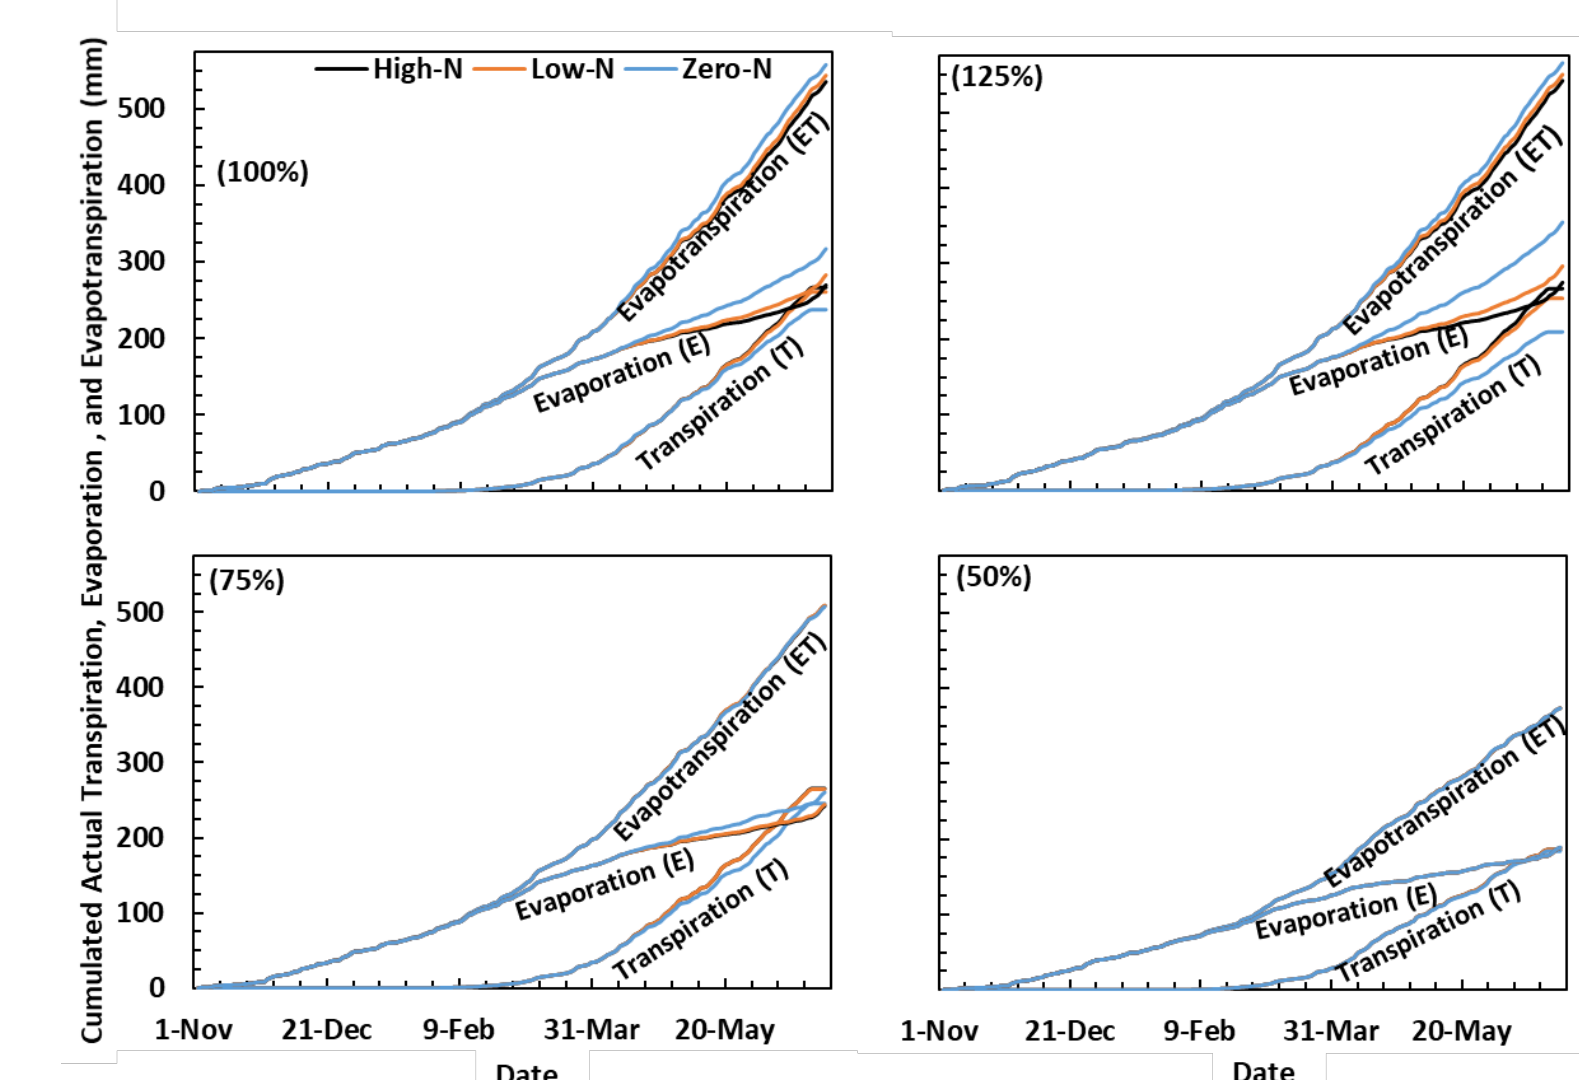 Cumulated Actual Transpiration, Evaporation , and Evapotranspiration (mm)
High-N Low-N Zero-N
(100%)
500
400
300
200
100
0
Evapotranspiration (ET)
Evaporation (E)
Transpiration (T)
(125%)
Evapotranspiration (ET)
Evaporation (E)
Transpiration (T)
(75%)
500
400
300
200
100
0
Evapotranspiration (ET)
Evaporation (E)
Transpiration (T)
1-Nov 21-Dec 9-Feb 31-Mar 20-May
Date
(50%)
Evapotranspiration (ET)
Evaporation (E)
Transpiration (T)
1-Nov 21-Dec 9-Feb 31-Mar 20-May
Date